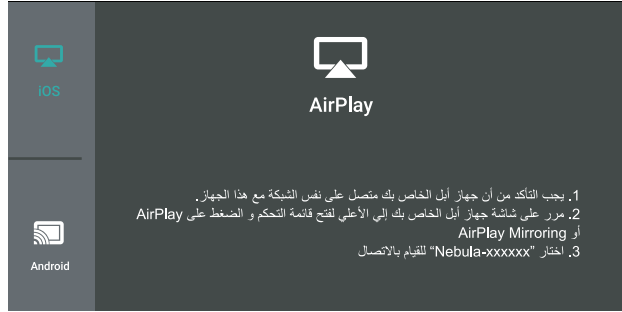 iOS
Android
AirPlay
1. يجب التأكد من أن جهاز أبل الخاص بك متصل على نفس الشبكة مع هذا الجهاز.
2. مرر على شاشة جهاز أبل الخاص بك إلي الأعلي لفتح قائمة التحكم و الضغط على AirPlay
أو AirPlay Mirroring
3. اختار “Nebula-xxxxxx” للقيام بالاتصال